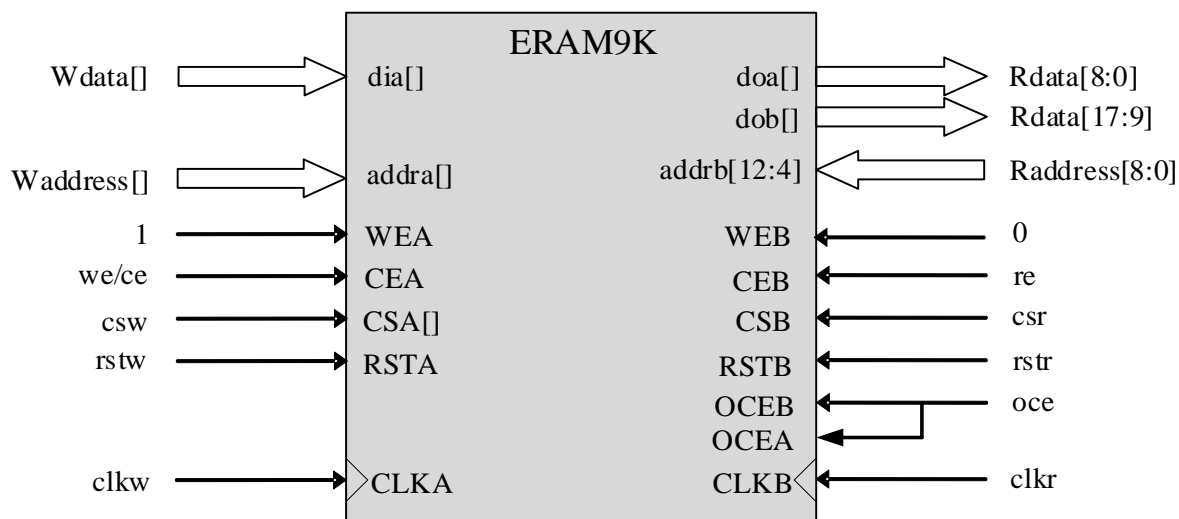 ERAM9K
Wdata[] dia[] doa[] Rdata[8:0]
dob[] Rdata[17:9]
Waddress[] addra[] addrb[12:4] Raddress[8:0]
1 WEA WEB 0
we/ce CEA CEB re
csw CSA[] CSB csr
rstw RSTA RSTB rstr
OCEB oce
OCEA
clkw CLKA CLKB clkr